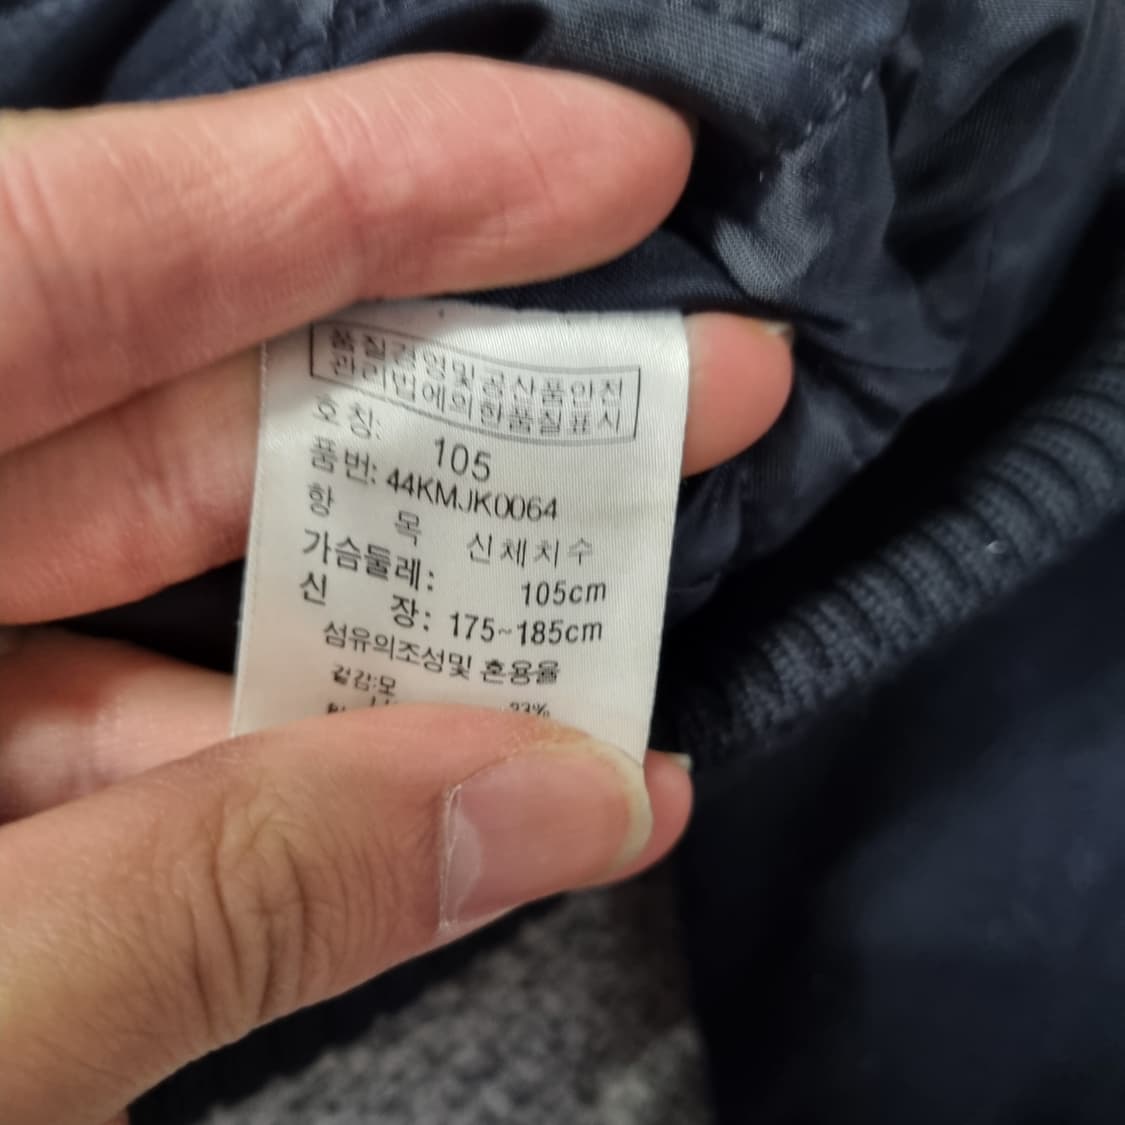 품질경영및공산품안전
관리법에의한품질표시
호칭: 105
품번: 44KMJK0064
항 목 신체치수
가슴둘레: 105cm
신 장: 175~185cm
섬유의조성및 혼용율
겉감:모
23%